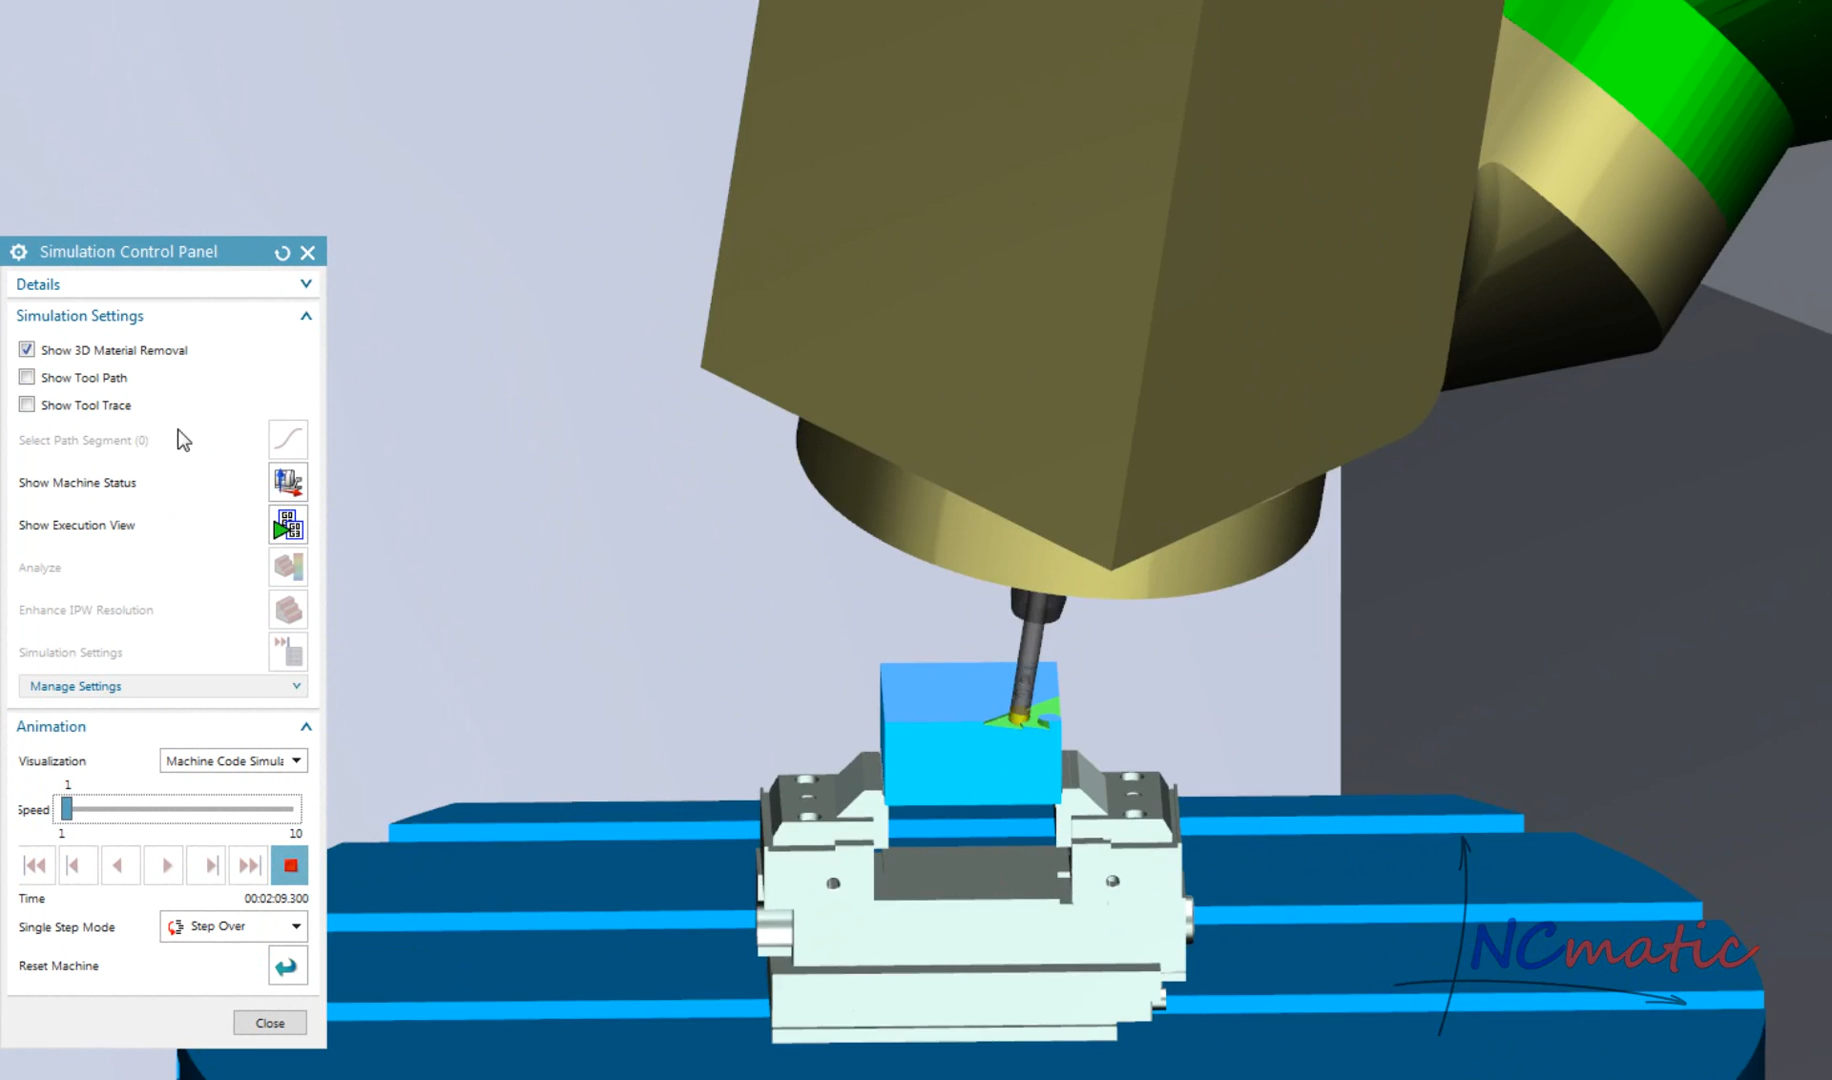 Simulation Control Panel
Details
Simulation Settings
Show 3D Material Removal
Show Tool Path
Show Tool Trace
Select Path Segment (0)
Show Machine Status
Show Execution View
Analyze
Enhance IPW Resolution
Simulation Settings
Manage Settings
Animation
Visualization Machine Code Simula
1
Speed
1 10
Time 00:02:09.300
Single Step Mode Step Over
Reset Machine
Close
NCmatic